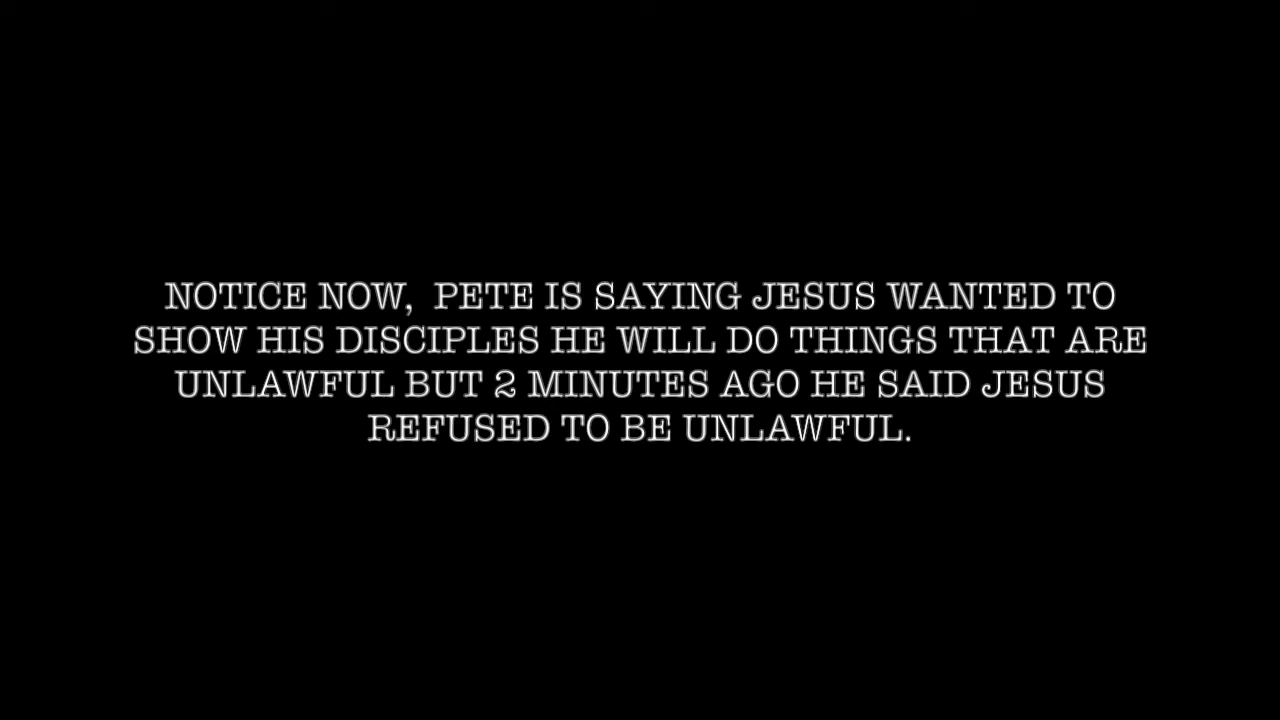 NOTICE NOW,  PETE IS SAYING JESUS WANTED TO
SHOW HIS DISCIPLES HE WILL DO THINGS THAT ARE
UNLAWFUL BUT 2 MINUTES AGO HE SAID JESUS
REFUSED TO BE UNLAWFUL.